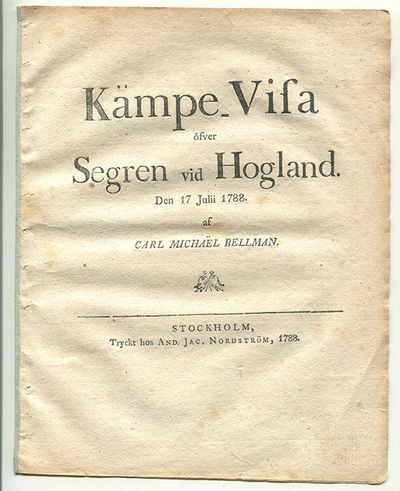 Kämpe-Viſa
öfver
Segren vid Hogland.
Den 17 Julii 1788.
af
CARL MICHAËL BELLMAN.
STOCKHOLM,
Tryckt hos AND. JAC. NORDSTRÖM, 1788.